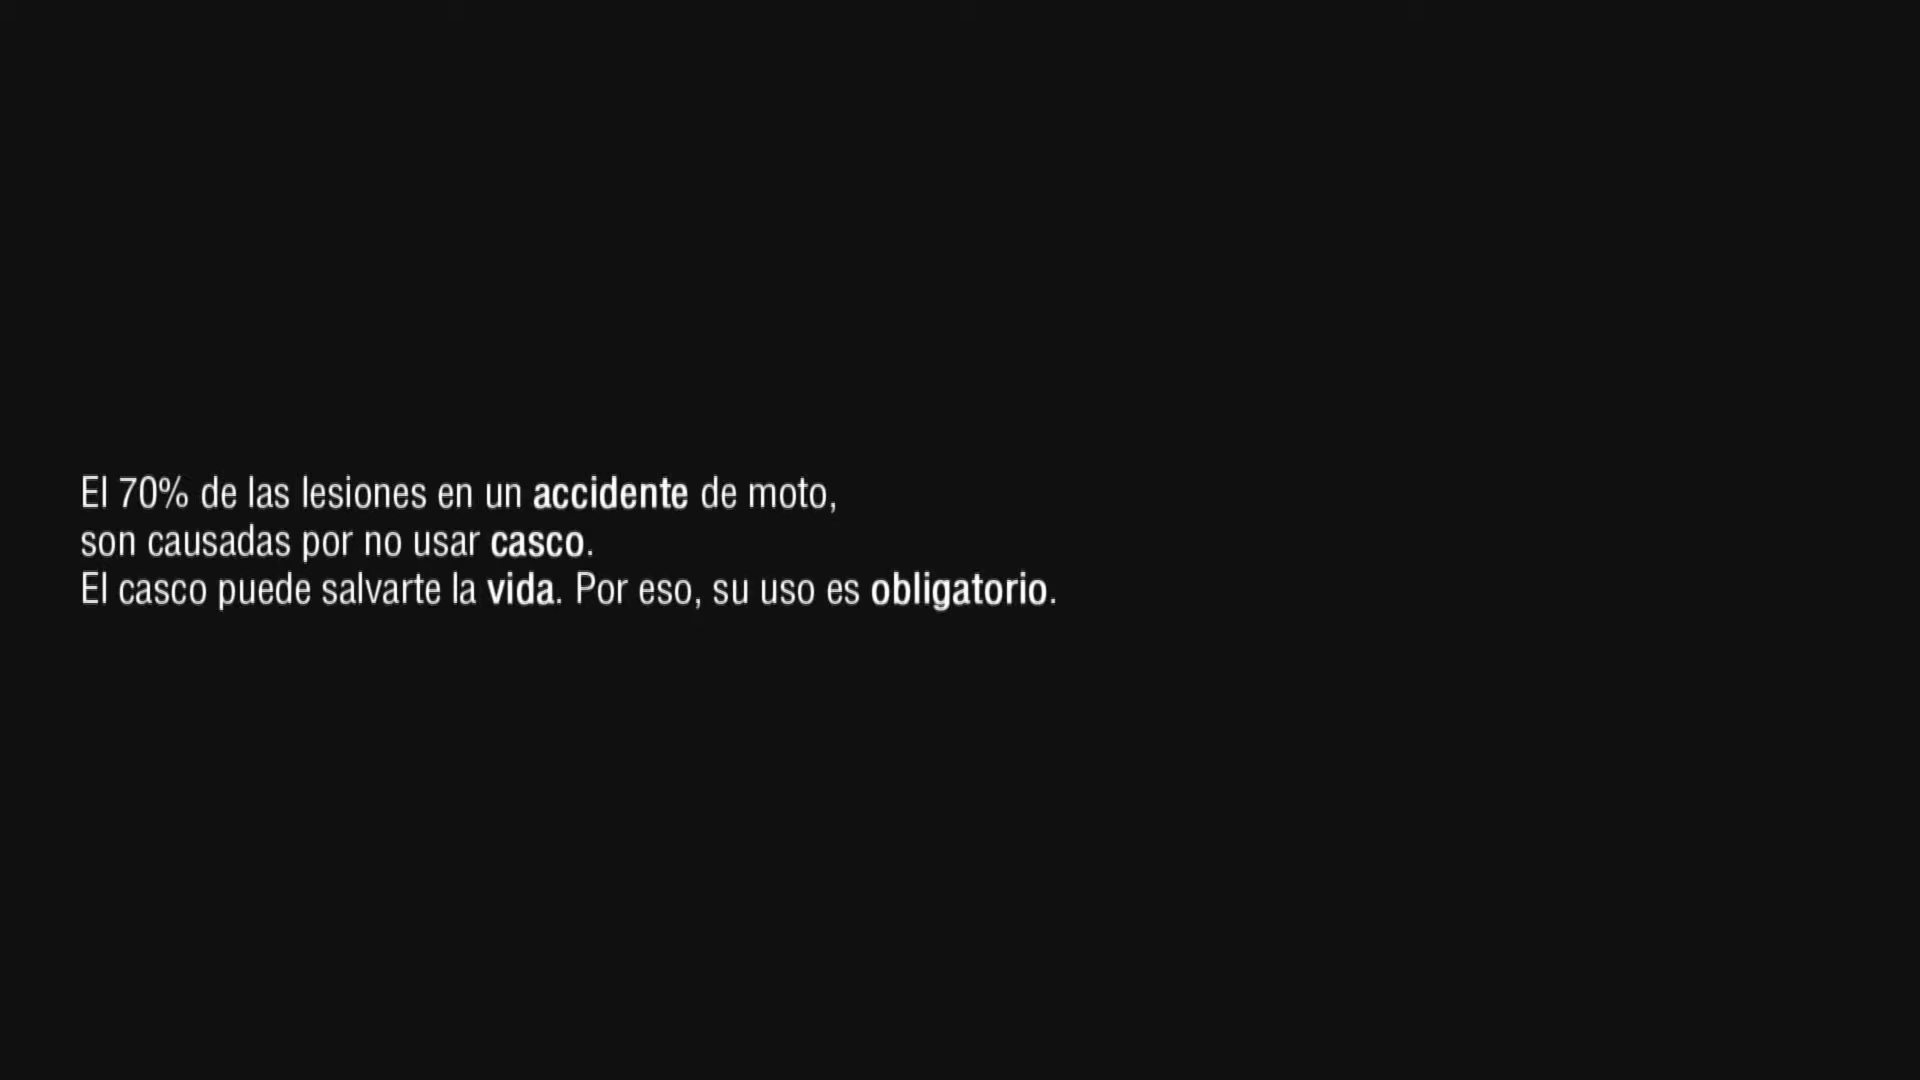 El 70% de las lesiones en un accidente de moto,
son causadas por no usar casco.
El casco puede salvarte la vida. Por eso, su uso es obligatorio.